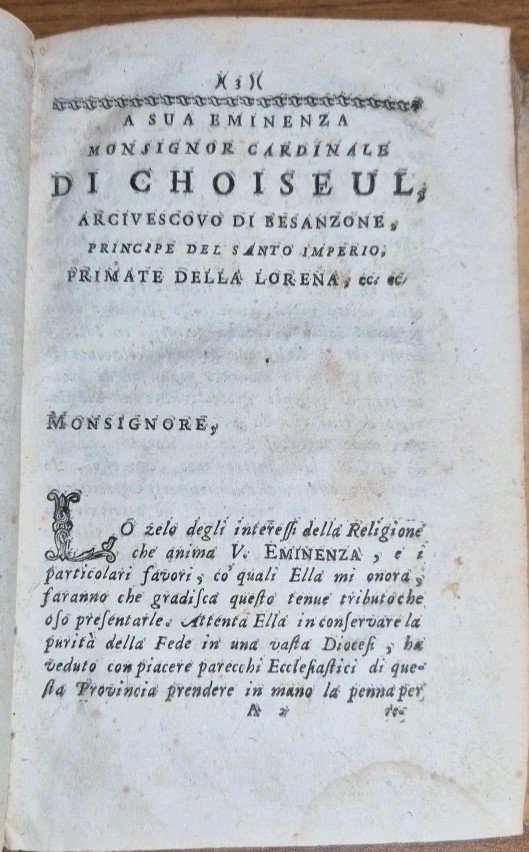 )( 3 )(
A SUA EMINENZA
MONSIGNOR CARDINALE
DI CHOISEUL,
ARCIVESCOVO DI BESANZONE,
PRINCIPE DEL SANTO IMPERIO,
PRIMATE DELLA LORENA, ec. ec.
MONSIGNORE,
LO zelo degli interessi della Religione
che anima V. EMINENZA, e i
particolari favori, co' quali Ella mi onora,
faranno che gradisca questo tenue tributo che
oso presentarle. Attenta Ella in conservare la
purità della Fede in una vasta Diocesi, ha
veduto con piacere parecchi Ecclesiastici di que-
sta Provincia prendere in mano la penna per
A 2